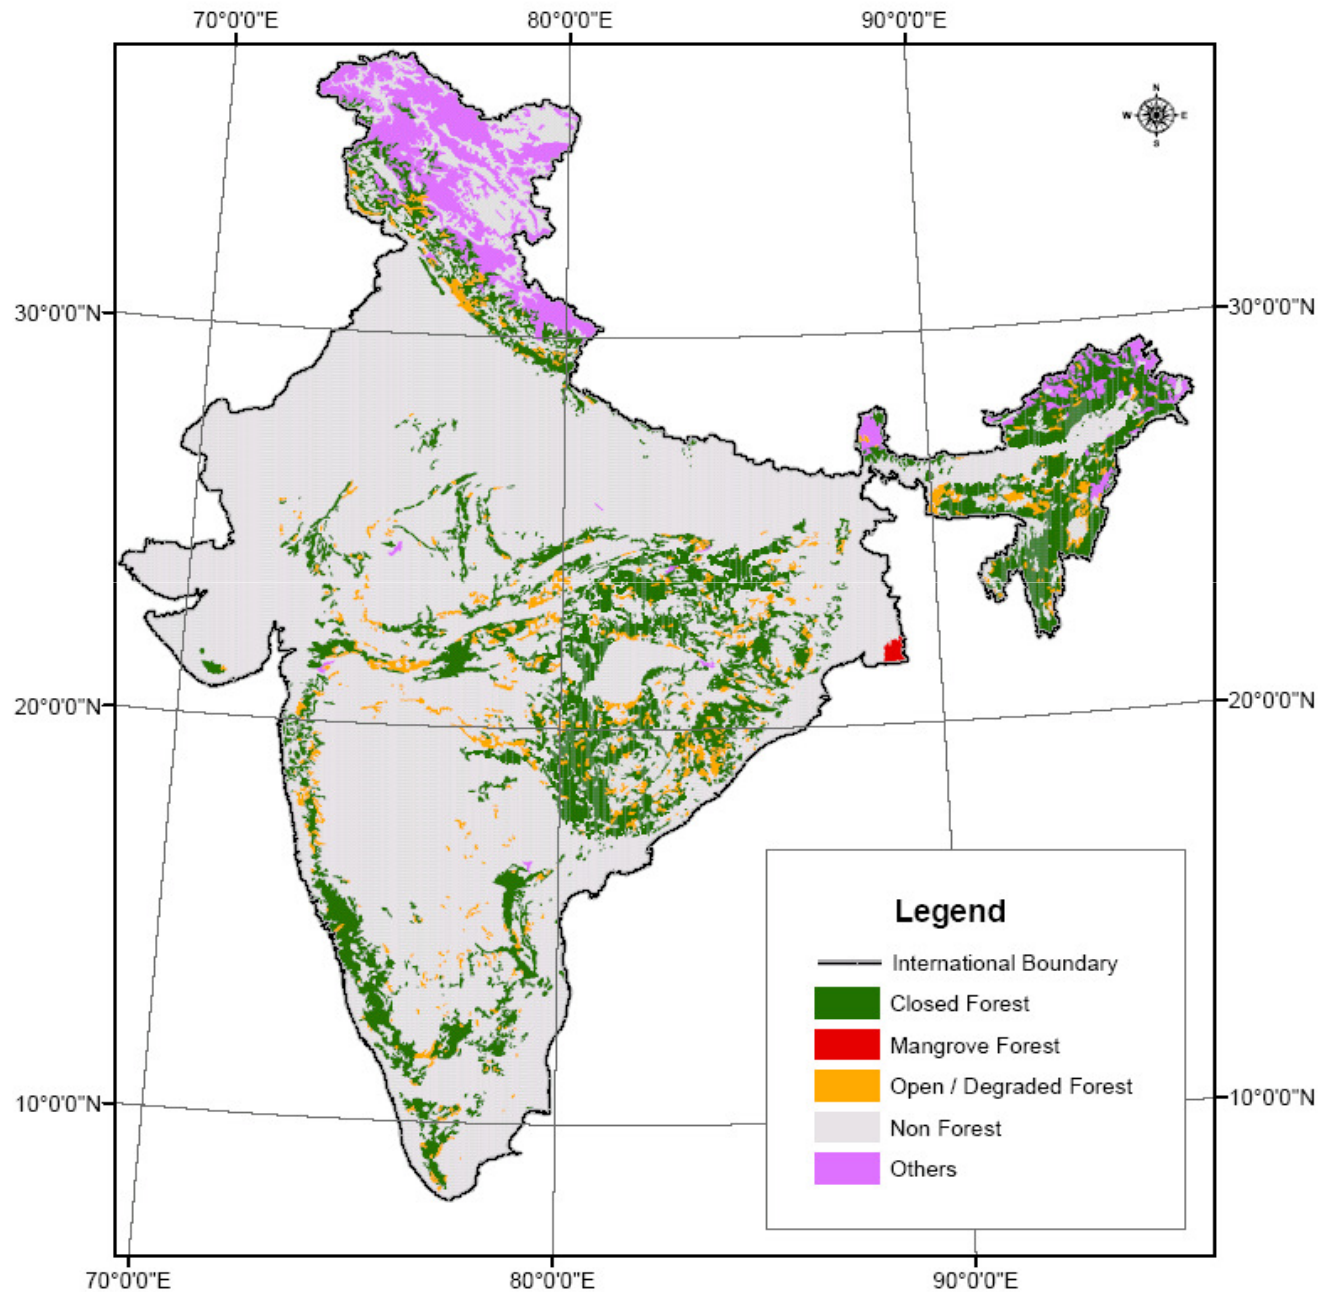 70°0'0"E 80°0'0"E 90°0'0"E
N
W E
S
30°0'0"N 30°0'0"N
20°0'0"N 20°0'0"N
Legend
International Boundary
Closed Forest
Mangrove Forest
Open / Degraded Forest
10°0'0"N 10°0'0"N
Non Forest
Others
70°0'0"E 80°0'0"E 90°0'0"E